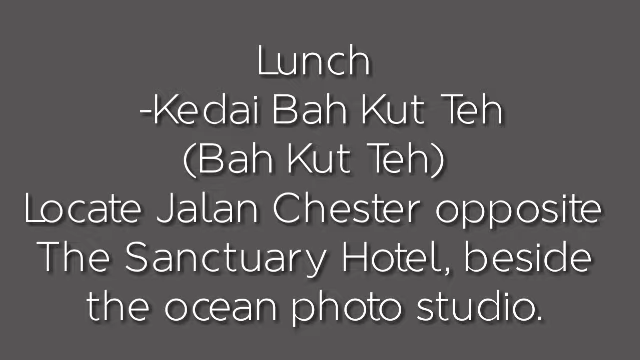 Lunch
-Kedai Bah Kut Teh
(Bah Kut Teh)
Locate Jalan Chester opposite
The Sanctuary Hotel, beside
the ocean photo studio.